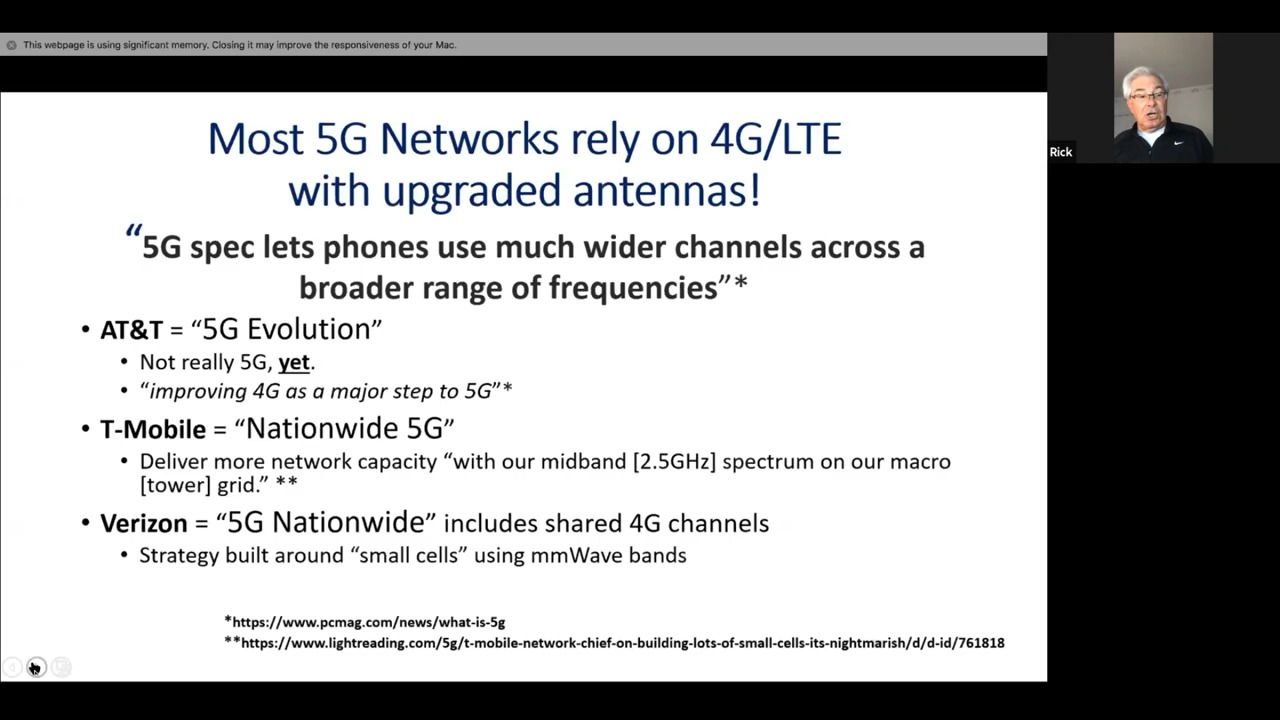 This webpage is using significant memory. Closing it may improve the responsiveness of your Mac.
Rick
Most 5G Networks rely on 4G/LTE
with upgraded antennas!
“5G spec lets phones use much wider channels across a
broader range of frequencies”*
• AT&T = “5G Evolution”
• Not really 5G, yet.
• “improving 4G as a major step to 5G”*
• T-Mobile = “Nationwide 5G”
• Deliver more network capacity “with our midband [2.5GHz] spectrum on our macro
[tower] grid.” **
• Verizon = “5G Nationwide” includes shared 4G channels
• Strategy built around “small cells” using mmWave bands
*https://www.pcmag.com/news/what-is-5g
**https://www.lightreading.com/5g/t-mobile-network-chief-on-building-lots-of-small-cells-its-nightmarish/d/d-id/761818